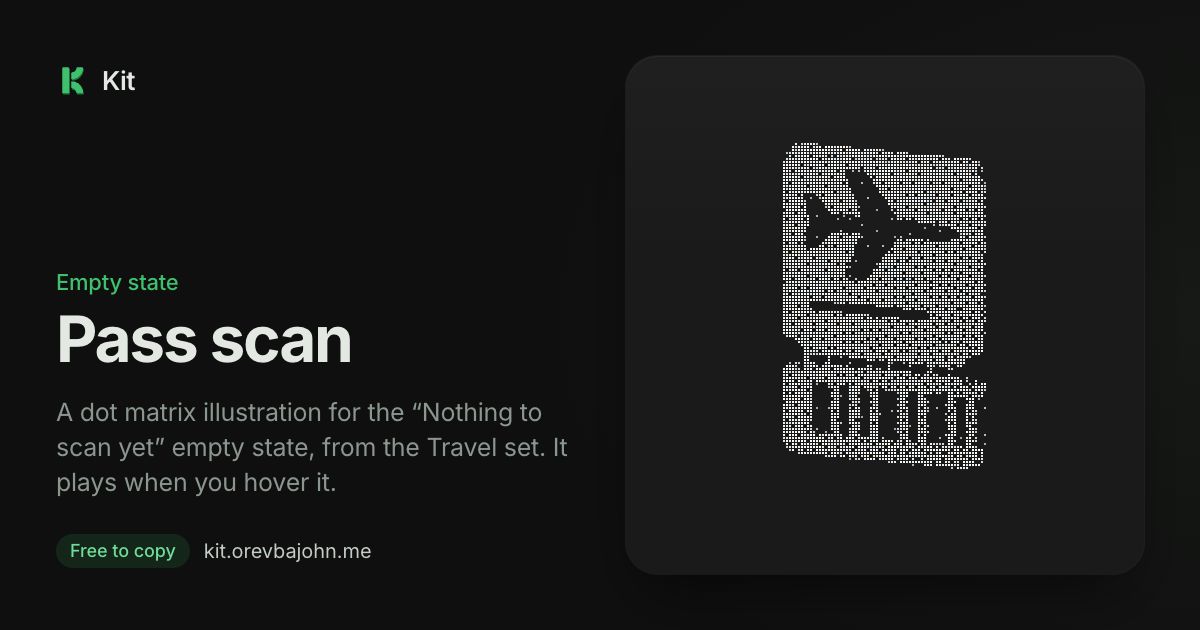 Kit
Empty state
Pass scan
A dot matrix illustration for the “Nothing to
scan yet” empty state, from the Travel set. It
plays when you hover it.
Free to copy
kit.orevbajohn.me